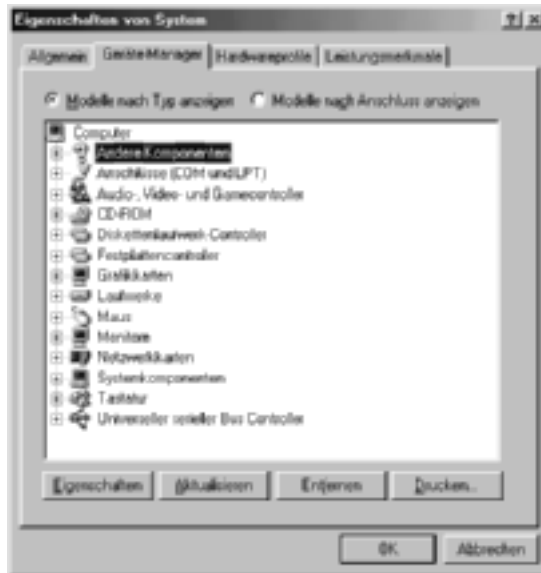 Eigenschaften von System
Allgemein Geräte-Manager Hardwareprofile Leistungsmerkmale
Modelle nach Typ anzeigen Modelle nach Anschluss anzeigen
Computer
Andere Komponenten
Anschlüsse (COM und LPT)
Audio-, Video- und Gamecontroller
CD-ROM
Diskettenlaufwerk-Controller
Festplattencontroller
Grafikkarten
Laufwerke
Maus
Monitore
Netzwerkkarten
Systemkomponenten
Tastatur
Universeller serieller Bus Controller
Eigenschaften Aktualisieren Entfernen Drucken...
OK Abbrechen